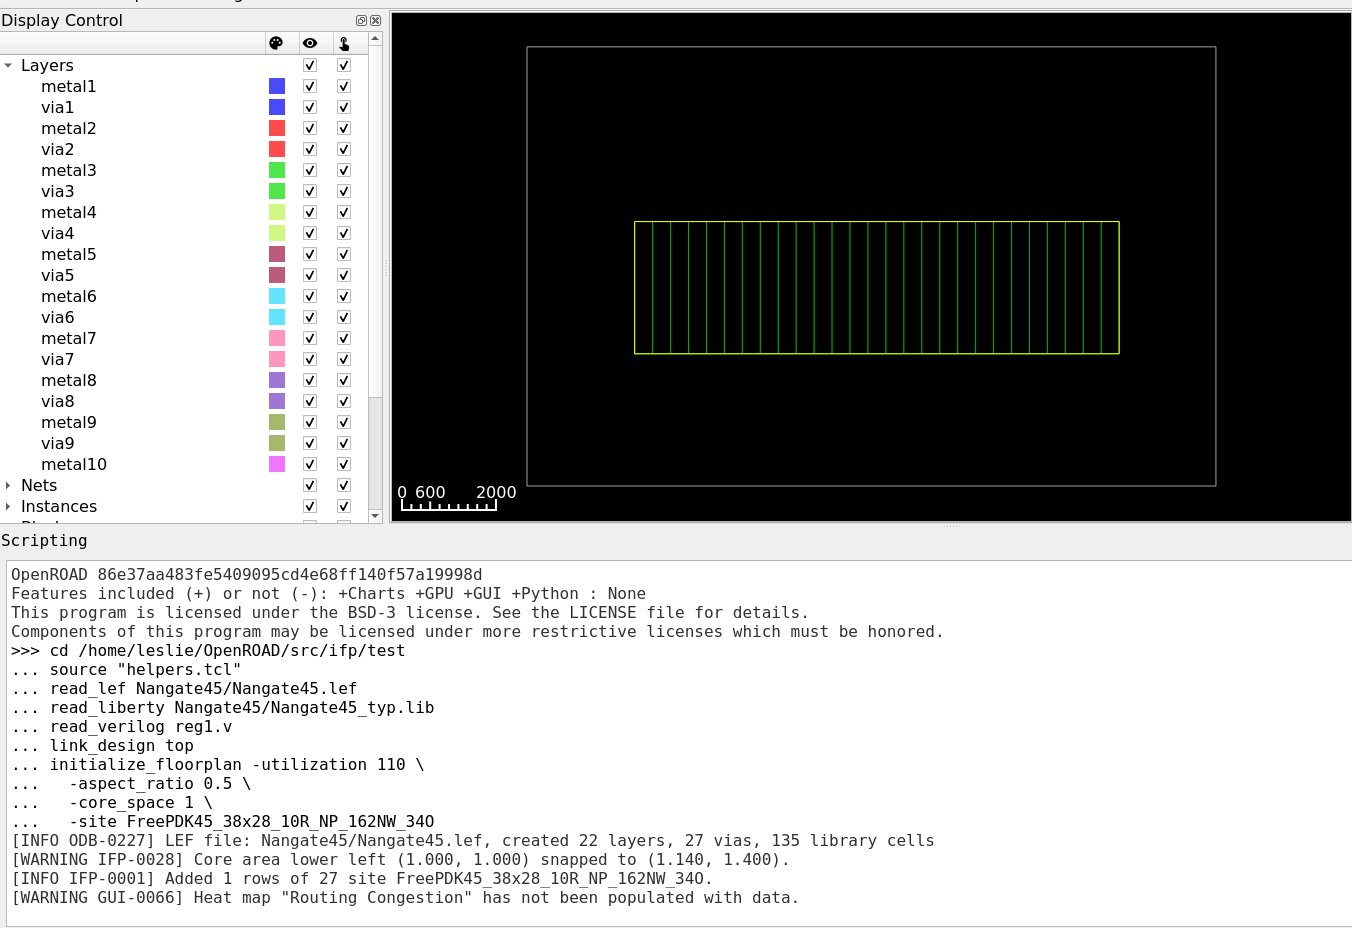 Display Control
Layers
metal1
via1
metal2
via2
metal3
via3
metal4
via4
metal5
via5
metal6
via6
metal7
via7
metal8
via8
metal9
via9
metal10
Nets
Instances
0 600 2000
Scripting
OpenROAD 86e37aa483fe5409095cd4e68ff140f57a19998d
Features included (+) or not (-): +Charts +GPU +GUI +Python : None
This program is licensed under the BSD-3 license. See the LICENSE file for details.
Components of this program may be licensed under more restrictive licenses which must be honored.
>>> cd /home/leslie/OpenROAD/src/ifp/test
... source "helpers.tcl"
... read_lef Nangate45/Nangate45.lef
... read_liberty Nangate45/Nangate45_typ.lib
... read_verilog reg1.v
... link_design top
... initialize_floorplan -utilization 110 \
...   -aspect_ratio 0.5 \
...   -core_space 1 \
...   -site FreePDK45_38x28_10R_NP_162NW_34O
[INFO ODB-0227] LEF file: Nangate45/Nangate45.lef, created 22 layers, 27 vias, 135 library cells
[WARNING IFP-0028] Core area lower left (1.000, 1.000) snapped to (1.140, 1.400).
[INFO IFP-0001] Added 1 rows of 27 site FreePDK45_38x28_10R_NP_162NW_34O.
[WARNING GUI-0066] Heat map "Routing Congestion" has not been populated with data.